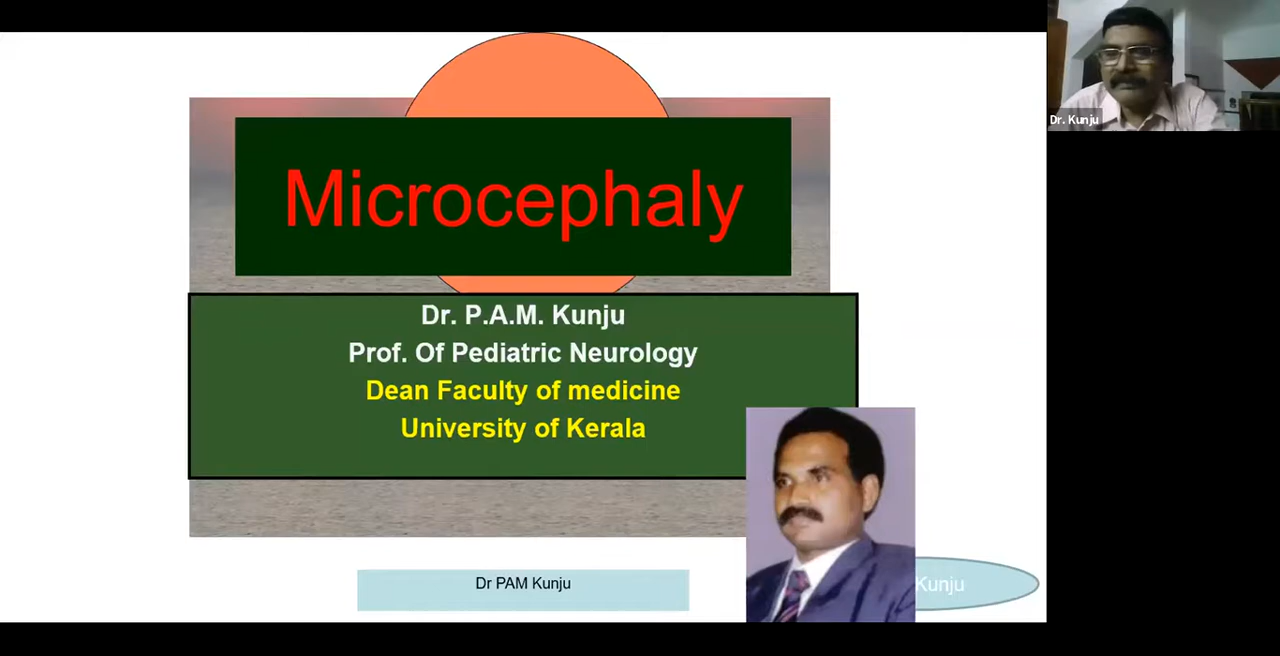 Microcephaly
Dr. P.A.M. Kunju
Prof. Of Pediatric Neurology
Dean Faculty of medicine
University of Kerala
Dr PAM Kunju
Kunju
Dr. Kunju